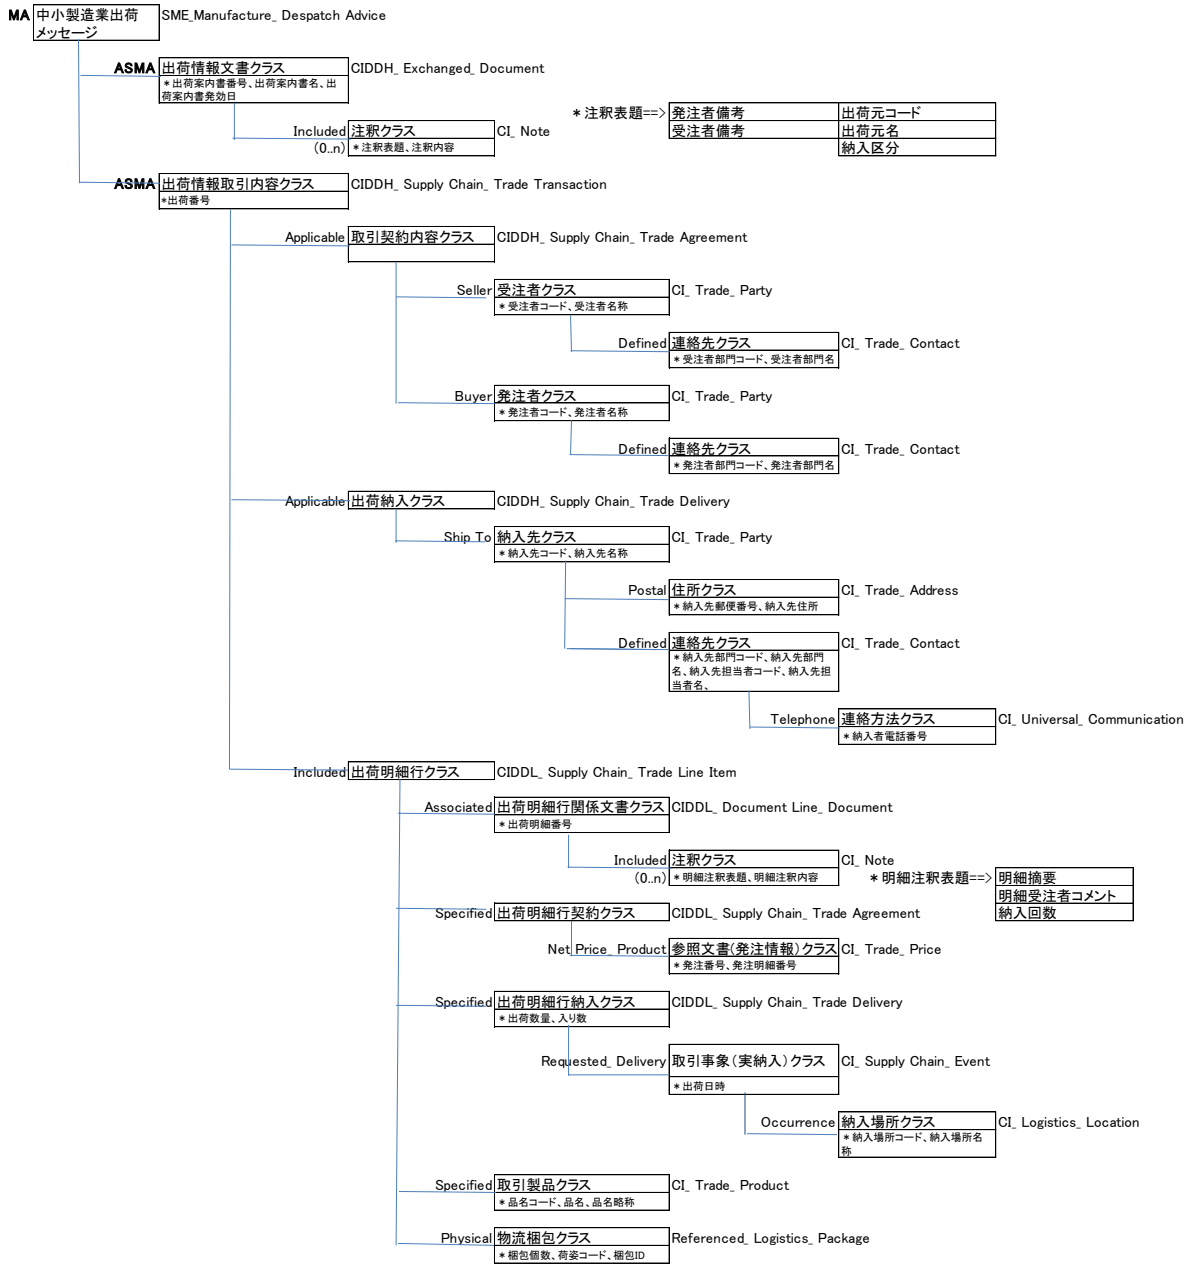 MA 中小製造業出荷 SME_Manufacture_ Despatch Advice
メッセージ
ASMA 出荷情報文書クラス CIDDH_ Exchanged_ Document
＊出荷案内書番号、出荷案内書名、出
荷案内書発効日
＊注釈表題==> 発注者備考 出荷元コード
受注者備考 出荷元名
納入区分
Included 注釈クラス CI_ Note
(0..n) ＊注釈表題、注釈内容
ASMA 出荷情報取引内容クラス CIDDH_ Supply Chain_ Trade Transaction
*出荷番号
Applicable 取引契約内容クラス CIDDH_ Supply Chain_ Trade Agreement
Seller 受注者クラス CI_ Trade_ Party
＊受注者コード、受注者名称
Defined 連絡先クラス CI_ Trade_ Contact
＊受注者部門コード、受注者部門名
Buyer 発注者クラス CI_ Trade_ Party
＊発注者コード、発注者名称
Defined 連絡先クラス CI_ Trade_ Contact
＊発注者部門コード、発注者部門名
Applicable 出荷納入クラス CIDDH_ Supply Chain_ Trade Delivery
Ship To 納入先クラス CI_ Trade_ Party
＊納入先コード、納入先名称
Postal 住所クラス CI_ Trade_ Address
＊納入先郵便番号、納入先住所
Defined 連絡先クラス CI_ Trade_ Contact
＊納入先部門コード、納入先部門
名、納入先担当者コード、納入先担
当者名、
Telephone 連絡方法クラス CI_ Universal_ Communication
＊納入者電話番号
Included 出荷明細行クラス CIDDL_ Supply Chain_ Trade Line Item
Associated 出荷明細行関係文書クラス CIDDL_ Document Line_ Document
＊出荷明細番号
Included 注釈クラス CI_ Note
(0..n) ＊明細注釈表題、明細注釈内容 ＊明細注釈表題==> 明細摘要
明細受注者コメント
納入回数
Specified 出荷明細行契約クラス CIDDL_ Supply Chain_ Trade Agreement
Net Price_ Product 参照文書(発注情報)クラス CI_ Trade_ Price
＊発注番号、発注明細番号
Specified 出荷明細行納入クラス CIDDL_ Supply Chain_ Trade Delivery
＊出荷数量、入り数
Requested_ Delivery 取引事象(実納入)クラス CI_ Supply Chain_ Event
＊出荷日時
Occurrence 納入場所クラス CI_ Logistics_ Location
＊納入場所コード、納入場所名
称
Specified 取引製品クラス CI_ Trade_ Product
＊品名コード、品名、品名略称
Physical 物流梱包クラス Referenced_ Logistics_ Package
＊梱包個数、荷姿コード、梱包ID